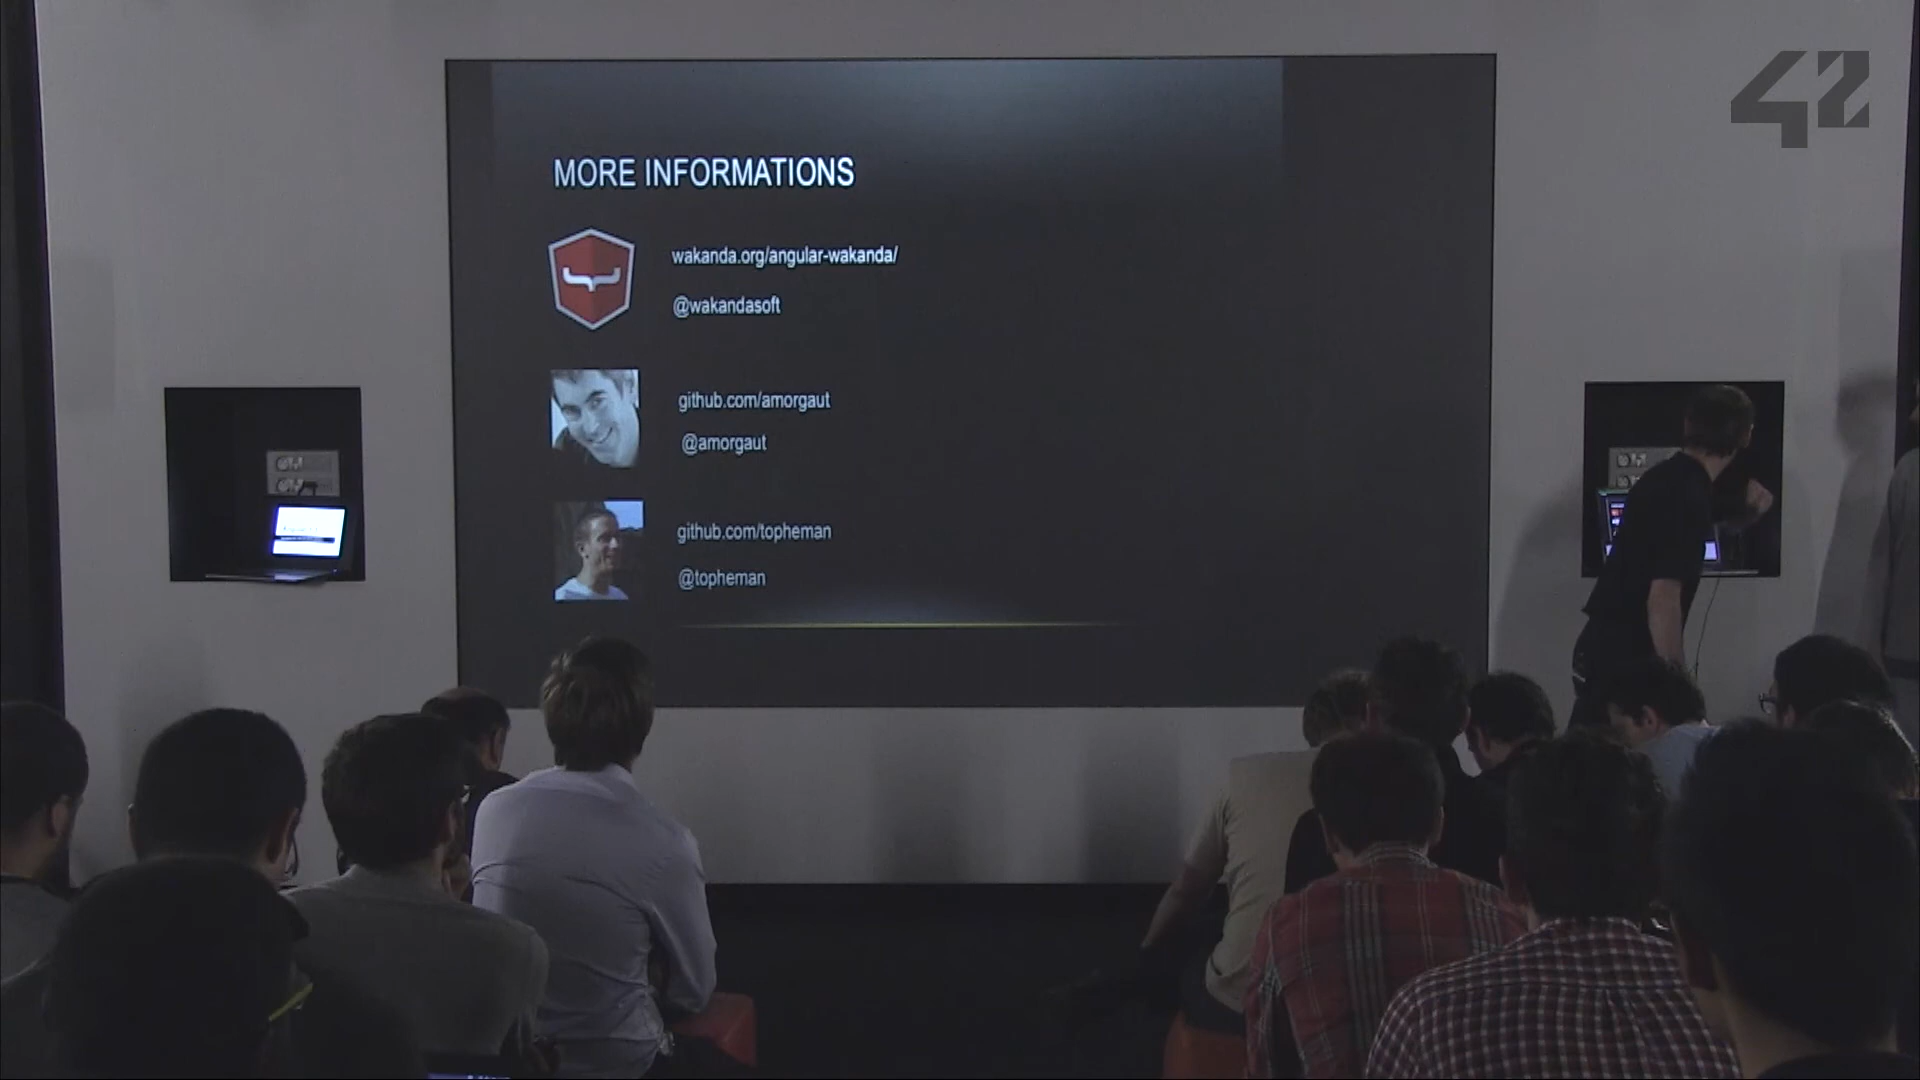 42
MORE INFORMATIONS
wakanda.org/angular-wakanda/
@wakandasoft
github.com/amorgaut
@amorgaut
github.com/topheman
@topheman